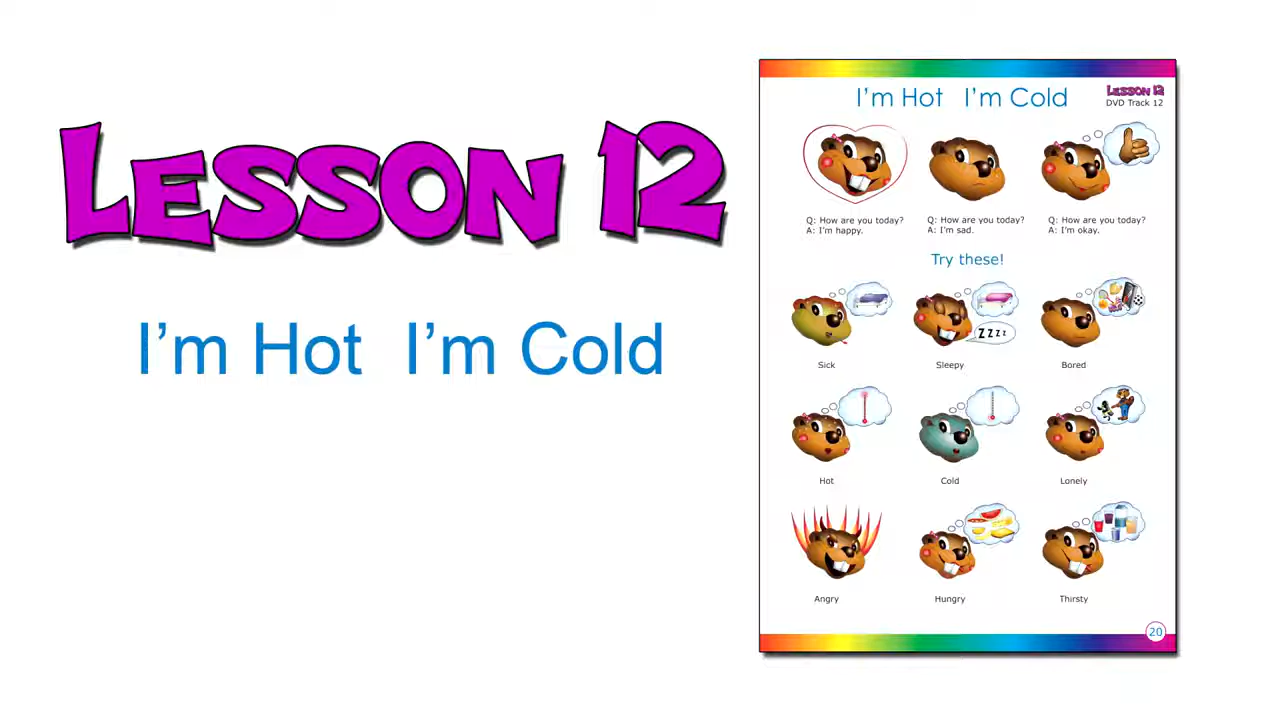 LESSON 12
I'm Hot  I'm Cold
I'm Hot  I'm Cold
LESSON 12
DVD Track 12
Q: How are you today?
A: I'm happy.
Q: How are you today?
A: I'm sad.
Q: How are you today?
A: I'm okay.
Try these!
Z Z Z Z
Sick
Sleepy
Bored
Hot
Cold
Lonely
Angry
Hungry
Thirsty
20